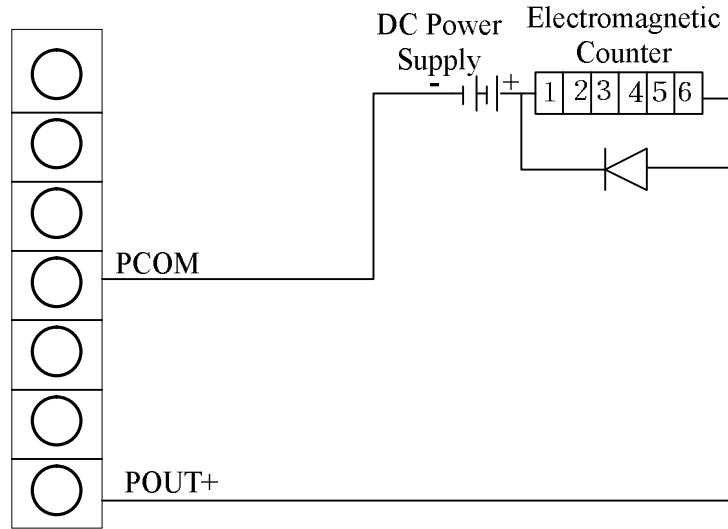 DC Power
Supply
- +
Electromagnetic
Counter
1 2 3 4 5 6
PCOM
POUT+